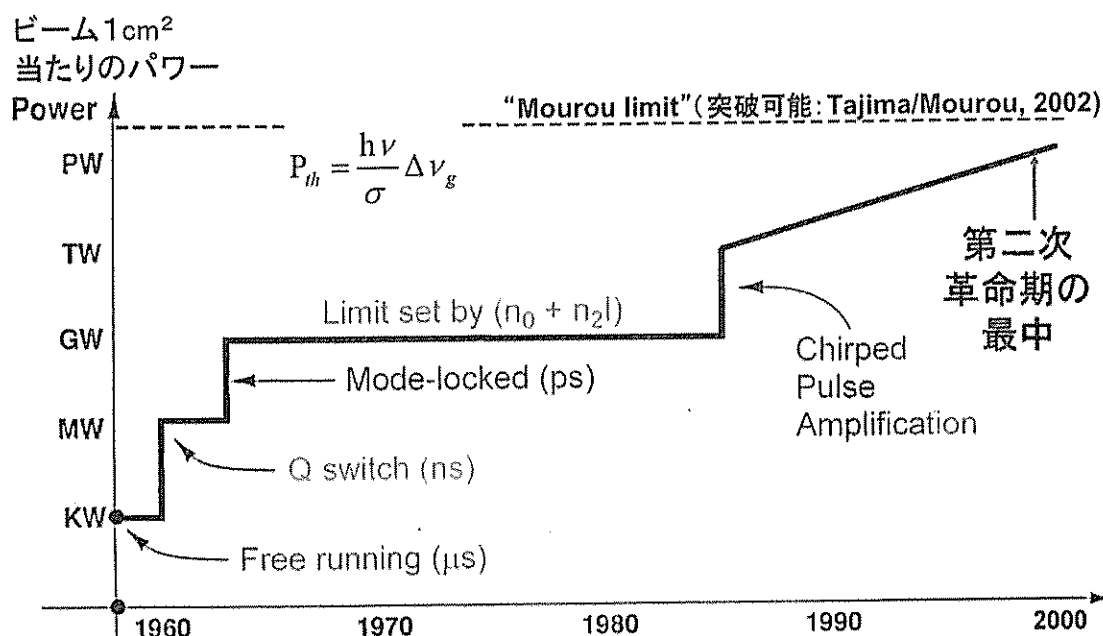 ビーム1cm²
当たりのパワー
Power
"Mourou limit"(突破可能:Tajima/Mourou, 2002)
PW
P_th = hν/σ Δν_g
TW
第二次
革命期の
最中
Limit set by (n₀ + n₂I)
GW
Chirped
Pulse
Amplification
Mode-locked (ps)
MW
Q switch (ns)
KW
Free running (μs)
1960 1970 1980 1990 2000